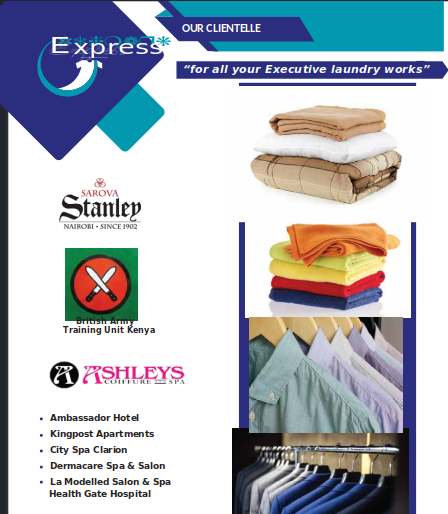 OUR CLIENTELLE
Express
“for all your Executive laundry works”
SAROVA
Stanley
NAIROBI • SINCE 1902
British Army
Training Unit Kenya
ASHLEYS
COIFFURE AND SPA
• Ambassador Hotel
• Kingpost Apartments
• City Spa Clarion
• Dermacare Spa & Salon
• La Modelled Salon & Spa
Health Gate Hospital